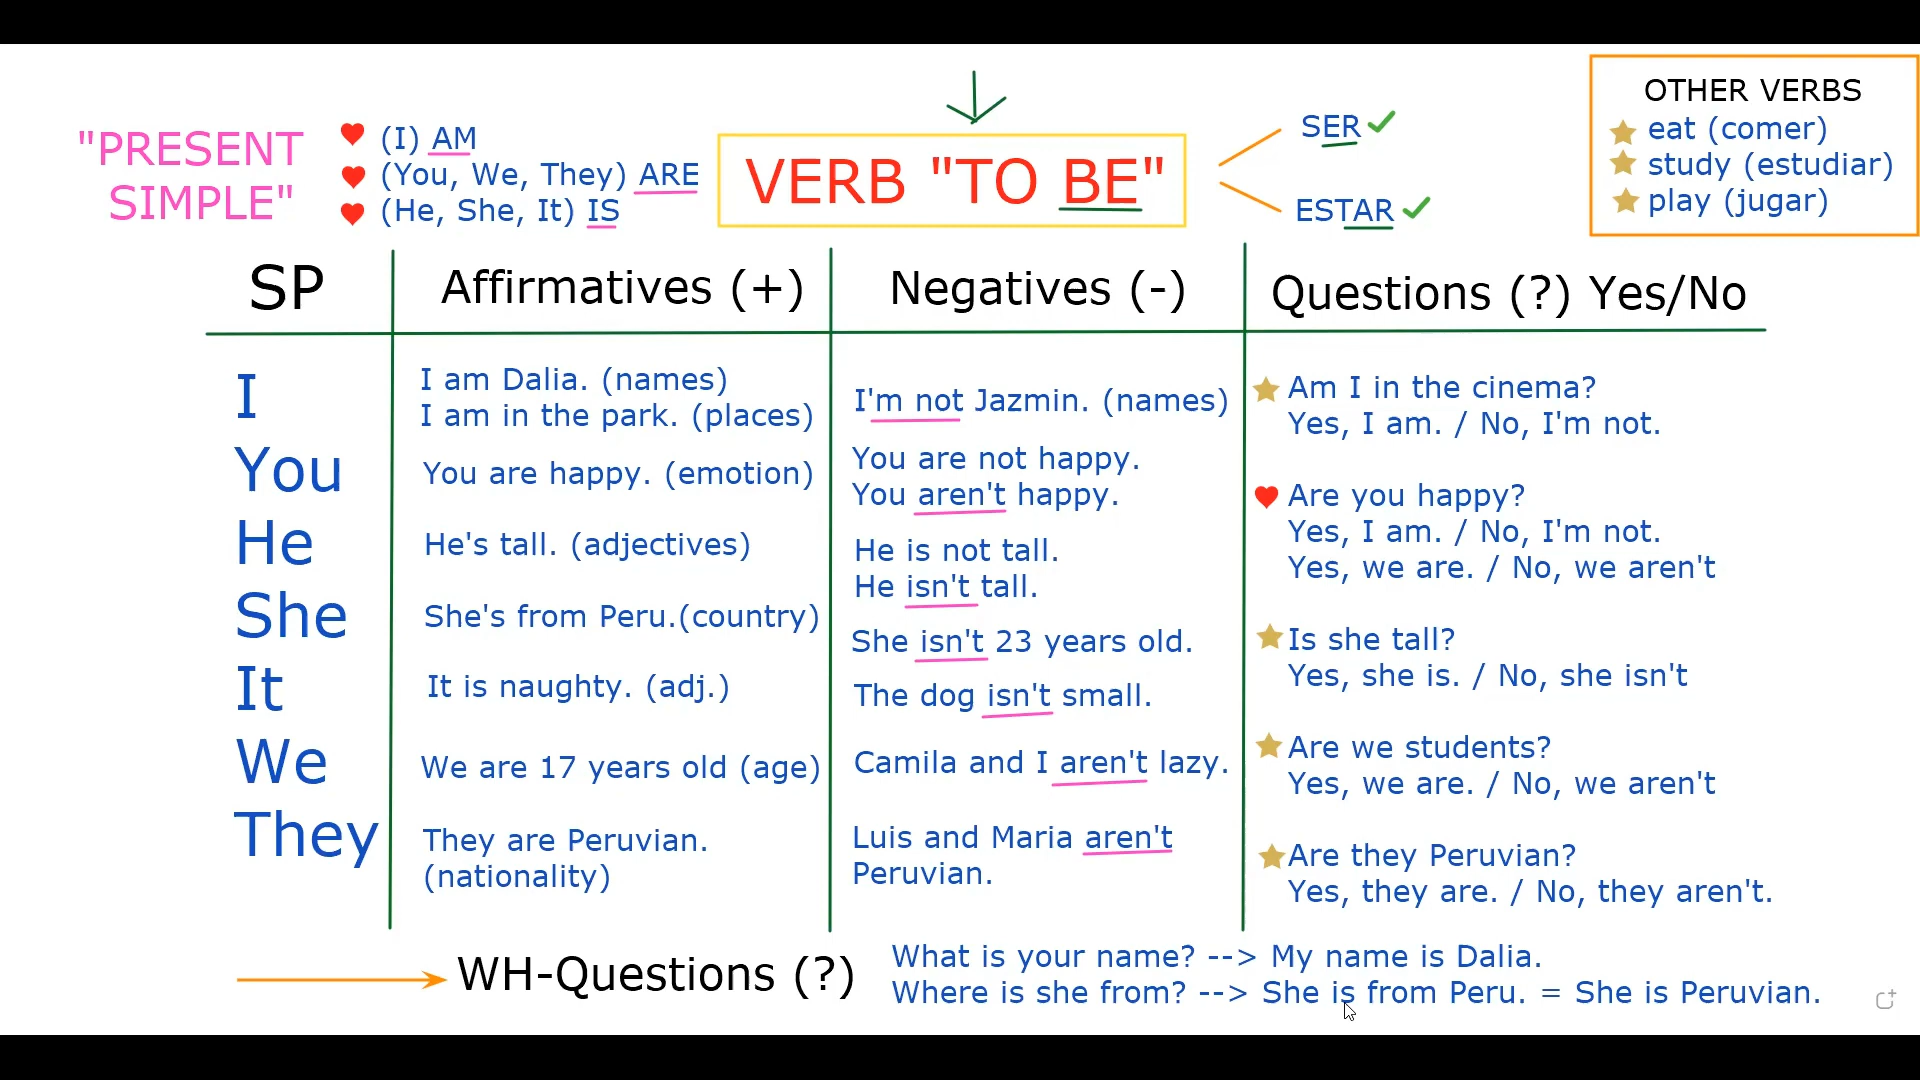 "PRESENT
SIMPLE"
(I) AM
(You, We, They) ARE
(He, She, It) IS
VERB "TO BE"
SER
ESTAR
OTHER VERBS
eat (comer)
study (estudiar)
play (jugar)
SP
Affirmatives (+)
Negatives (-)
Questions (?) Yes/No
I
You
He
She
It
We
They
I am Dalia. (names)
I am in the park. (places)
You are happy. (emotion)
He's tall. (adjectives)
She's from Peru.(country)
It is naughty. (adj.)
We are 17 years old (age)
They are Peruvian.
(nationality)
I'm not Jazmin. (names)
You are not happy.
You aren't happy.
He is not tall.
He isn't tall.
She isn't 23 years old.
The dog isn't small.
Camila and I aren't lazy.
Luis and Maria aren't
Peruvian.
Am I in the cinema?
Yes, I am. / No, I'm not.
Are you happy?
Yes, I am. / No, I'm not.
Yes, we are. / No, we aren't
Is she tall?
Yes, she is. / No, she isn't
Are we students?
Yes, we are. / No, we aren't
Are they Peruvian?
Yes, they are. / No, they aren't.
WH-Questions (?)
What is your name? --> My name is Dalia.
Where is she from? --> She is from Peru. = She is Peruvian.